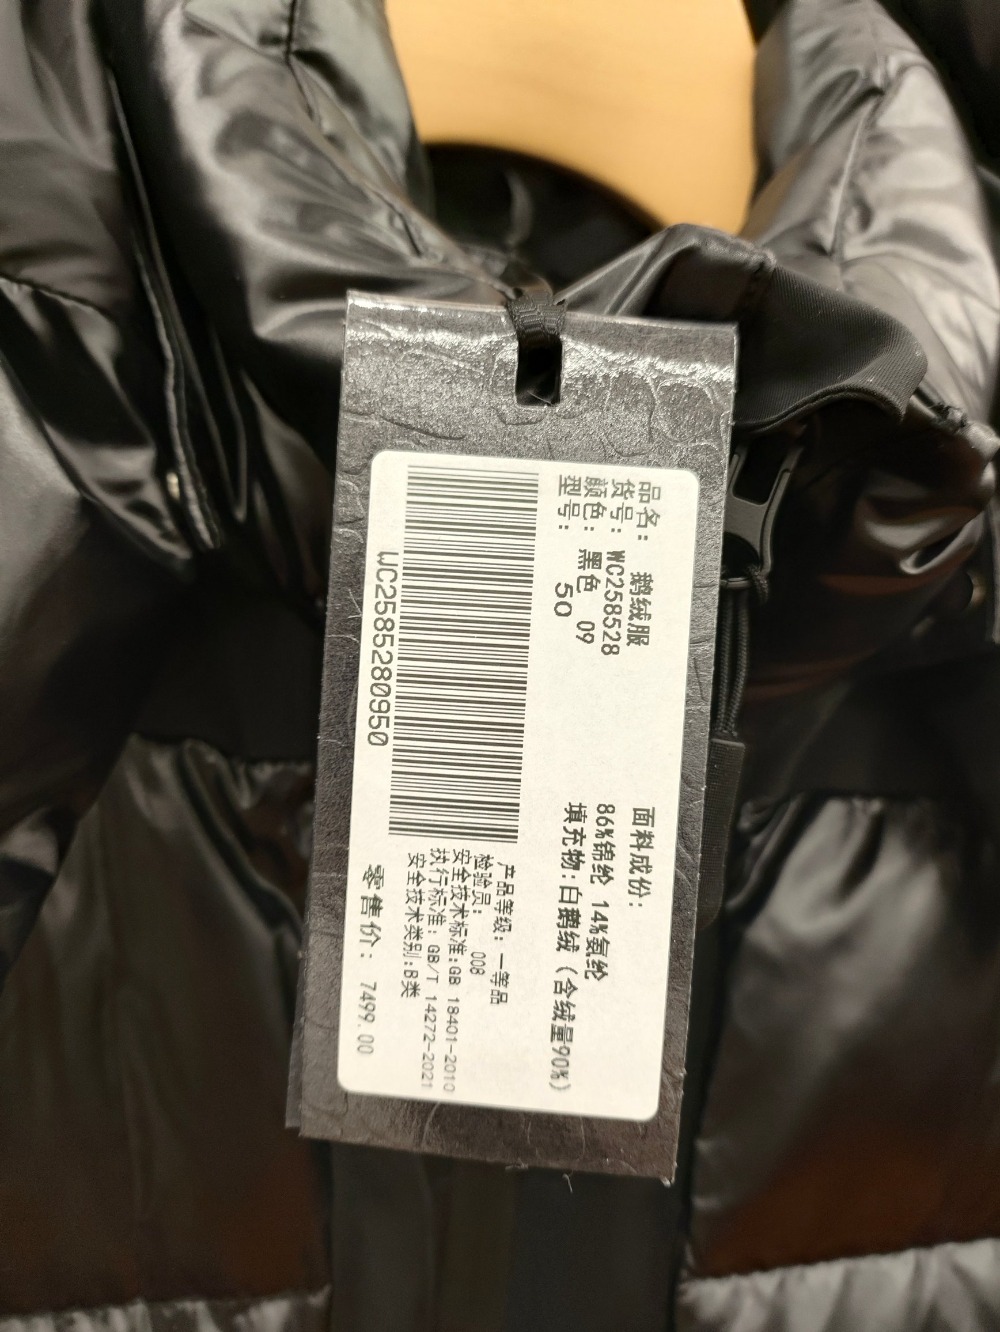 品名： 鹅绒服
货号：WC258528
颜色：黑色 09
型号： 50
面料成份：
86%锦纶 14%氨纶
填充物:白鹅绒（含绒量90%）
WC2585280950
产品等级：一等品
检验员： 008
安全技术标准:GB 18401-2010
执行标准：GB/T 14272-2021
安全技术类别:B类
零售价： 7499.00